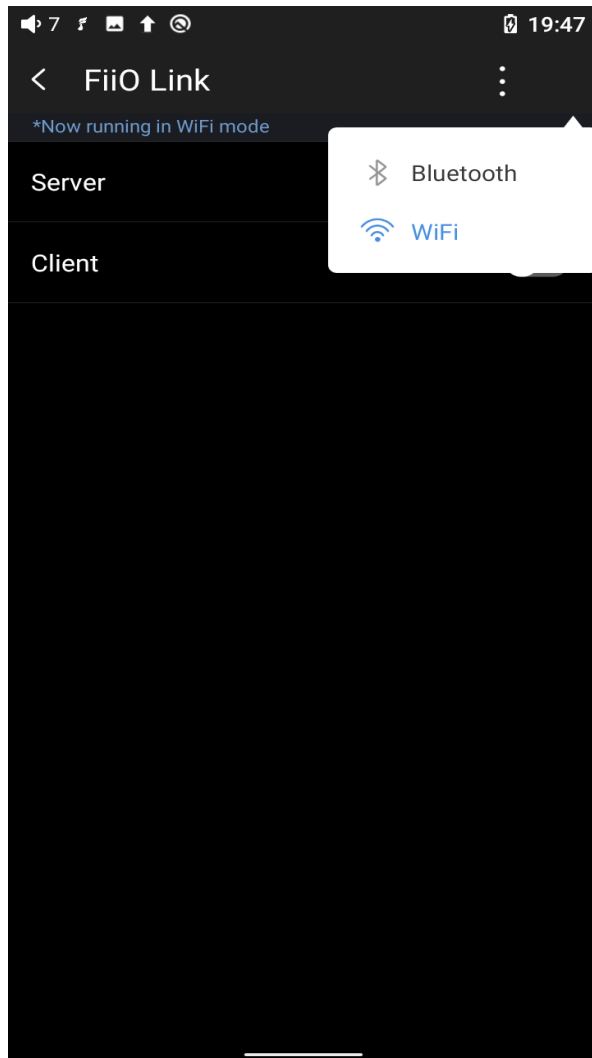 7 19:47
FiiO Link
*Now running in WiFi mode
Bluetooth
Server
WiFi
Client